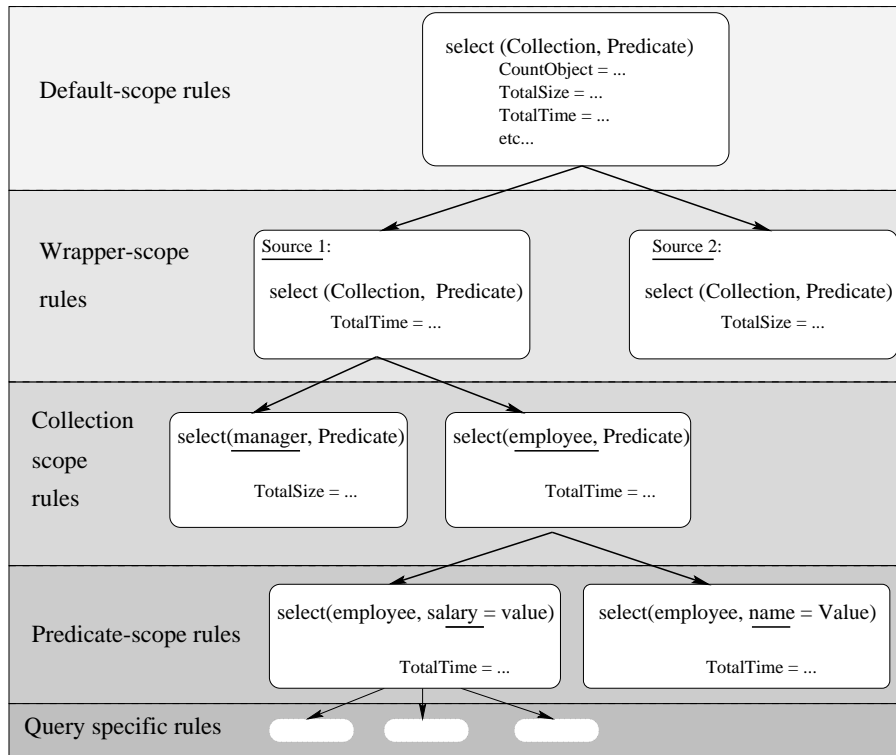 select (Collection, Predicate)
CountObject = ...
TotalSize = ...
TotalTime = ...
etc...
Default-scope rules
Wrapper-scope
rules
Source 1:
select (Collection, Predicate)
TotalTime = ...
Source 2:
select (Collection, Predicate)
TotalSize = ...
Collection
scope
rules
select(manager, Predicate)
TotalSize = ...
select(employee, Predicate)
TotalTime = ...
Predicate-scope rules
select(employee, salary = value)
TotalTime = ...
select(employee, name = Value)
TotalTime = ...
Query specific rules